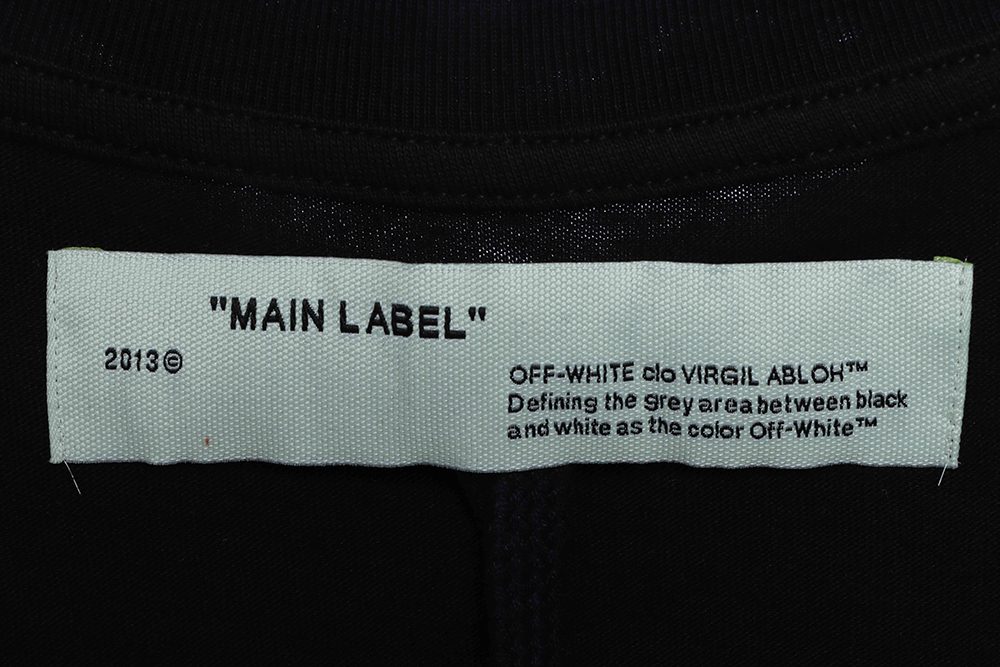 "MAIN LABEL"
2013©
OFF-WHITE c/o VIRGIL ABLOH™
Defining the grey area between black
and white as the color Off-White™